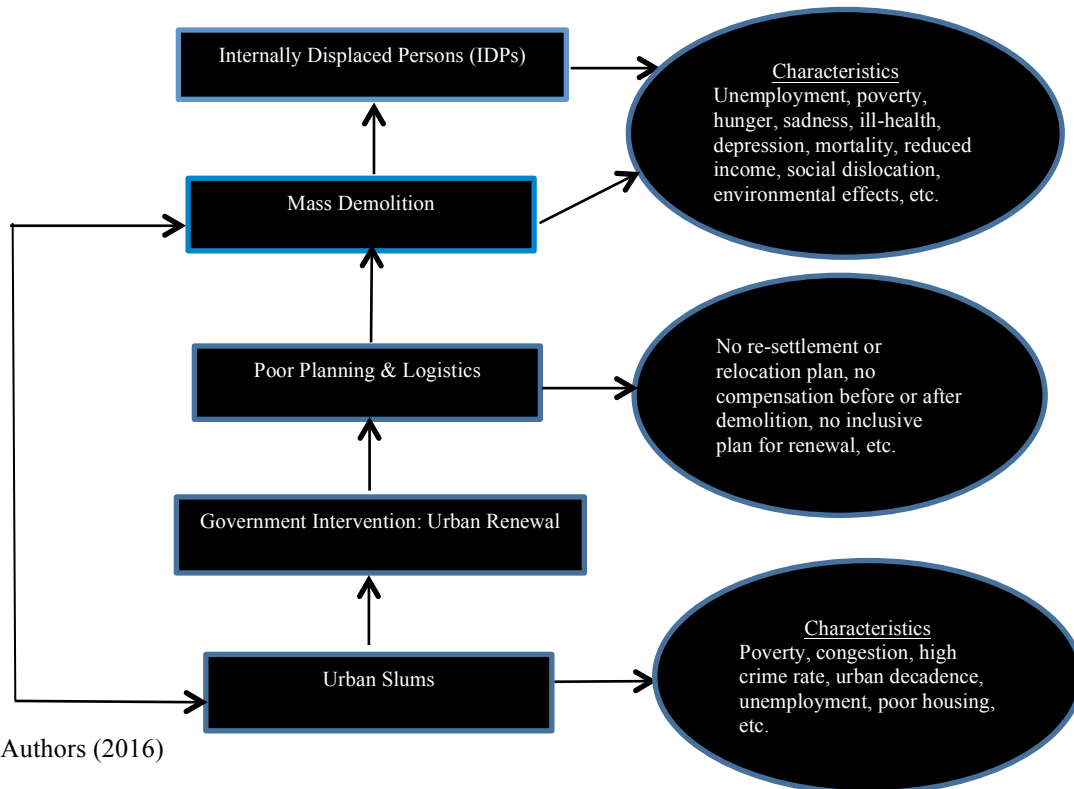 Internally Displaced Persons (IDPs)
Characteristics
Unemployment, poverty,
hunger, sadness, ill-health,
depression, mortality, reduced
income, social dislocation,
environmental effects, etc.
Mass Demolition
Poor Planning & Logistics
No re-settlement or
relocation plan, no
compensation before or after
demolition, no inclusive
plan for renewal, etc.
Government Intervention: Urban Renewal
Urban Slums
Characteristics
Poverty, congestion, high
crime rate, urban decadence,
unemployment, poor housing,
etc.
Authors (2016)